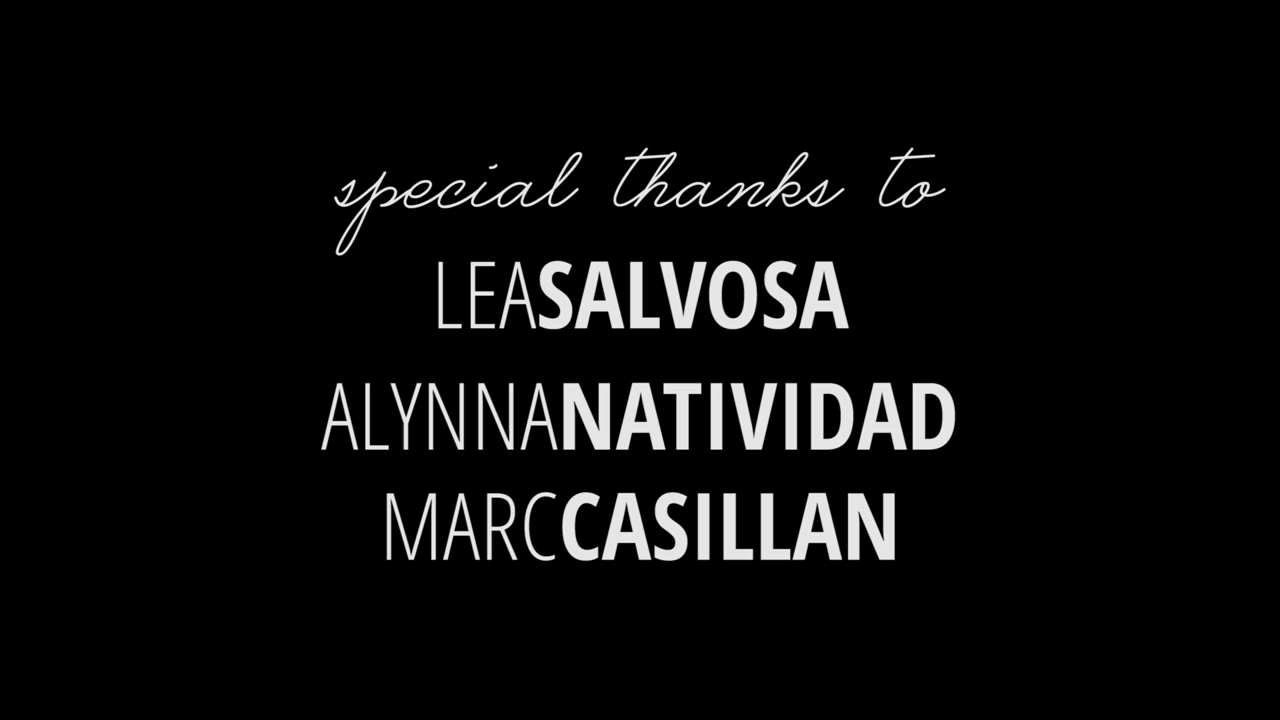 special thanks to
LEASALVOSA
ALYNNANATIVIDAD
MARCCASILLAN